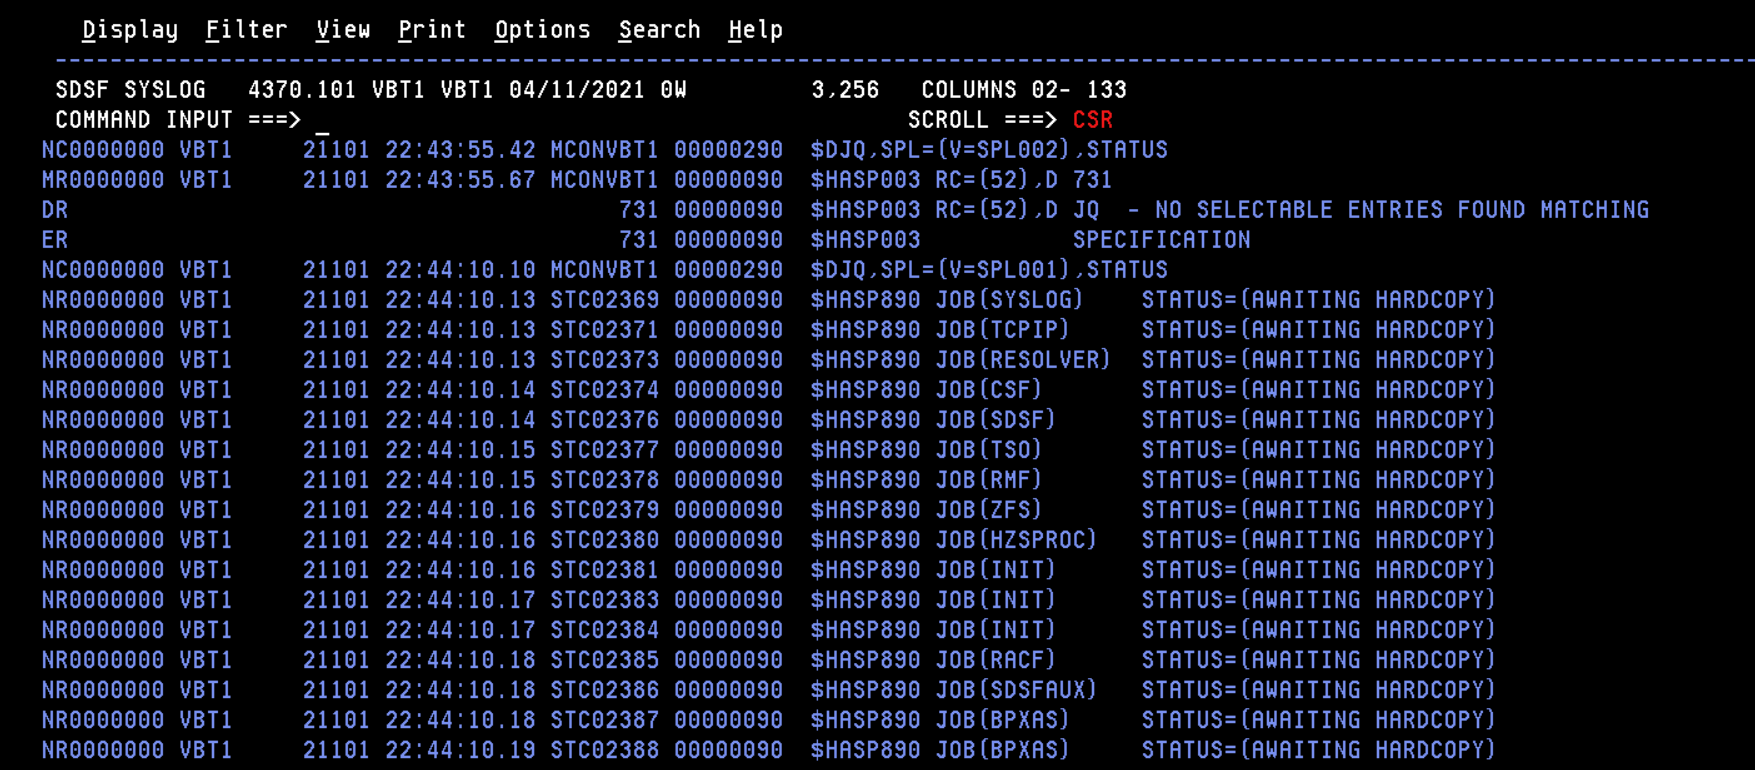 Display Filter View Print Options Search Help
--------------------------------------------------------------------------------
SDSF SYSLOG 4370.101 VBT1 VBT1 04/11/2021 0W 3,256 COLUMNS 02- 133
COMMAND INPUT ===> _ SCROLL ===> CSR
NC0000000 VBT1 21101 22:43:55.42 MCONVBT1 00000290 $DJQ,SPL=(V=SPL002),STATUS
MR0000000 VBT1 21101 22:43:55.67 MCONVBT1 00000090 $HASP003 RC=(52),D 731
DR 731 00000090 $HASP003 RC=(52),D JQ - NO SELECTABLE ENTRIES FOUND MATCHING
ER 731 00000090 $HASP003 SPECIFICATION
NC0000000 VBT1 21101 22:44:10.10 MCONVBT1 00000290 $DJQ,SPL=(V=SPL001),STATUS
NR0000000 VBT1 21101 22:44:10.13 STC02369 00000090 $HASP890 JOB(SYSLOG) STATUS=(AWAITING HARDCOPY)
NR0000000 VBT1 21101 22:44:10.13 STC02371 00000090 $HASP890 JOB(TCPIP) STATUS=(AWAITING HARDCOPY)
NR0000000 VBT1 21101 22:44:10.13 STC02373 00000090 $HASP890 JOB(RESOLVER) STATUS=(AWAITING HARDCOPY)
NR0000000 VBT1 21101 22:44:10.14 STC02374 00000090 $HASP890 JOB(CSF) STATUS=(AWAITING HARDCOPY)
NR0000000 VBT1 21101 22:44:10.14 STC02376 00000090 $HASP890 JOB(SDSF) STATUS=(AWAITING HARDCOPY)
NR0000000 VBT1 21101 22:44:10.15 STC02377 00000090 $HASP890 JOB(TSO) STATUS=(AWAITING HARDCOPY)
NR0000000 VBT1 21101 22:44:10.15 STC02378 00000090 $HASP890 JOB(RMF) STATUS=(AWAITING HARDCOPY)
NR0000000 VBT1 21101 22:44:10.16 STC02379 00000090 $HASP890 JOB(ZFS) STATUS=(AWAITING HARDCOPY)
NR0000000 VBT1 21101 22:44:10.16 STC02380 00000090 $HASP890 JOB(HZSPROC) STATUS=(AWAITING HARDCOPY)
NR0000000 VBT1 21101 22:44:10.16 STC02381 00000090 $HASP890 JOB(INIT) STATUS=(AWAITING HARDCOPY)
NR0000000 VBT1 21101 22:44:10.17 STC02383 00000090 $HASP890 JOB(INIT) STATUS=(AWAITING HARDCOPY)
NR0000000 VBT1 21101 22:44:10.17 STC02384 00000090 $HASP890 JOB(INIT) STATUS=(AWAITING HARDCOPY)
NR0000000 VBT1 21101 22:44:10.18 STC02385 00000090 $HASP890 JOB(RACF) STATUS=(AWAITING HARDCOPY)
NR0000000 VBT1 21101 22:44:10.18 STC02386 00000090 $HASP890 JOB(SDSFAUX) STATUS=(AWAITING HARDCOPY)
NR0000000 VBT1 21101 22:44:10.18 STC02387 00000090 $HASP890 JOB(BPXAS) STATUS=(AWAITING HARDCOPY)
NR0000000 VBT1 21101 22:44:10.19 STC02388 00000090 $HASP890 JOB(BPXAS) STATUS=(AWAITING HARDCOPY)